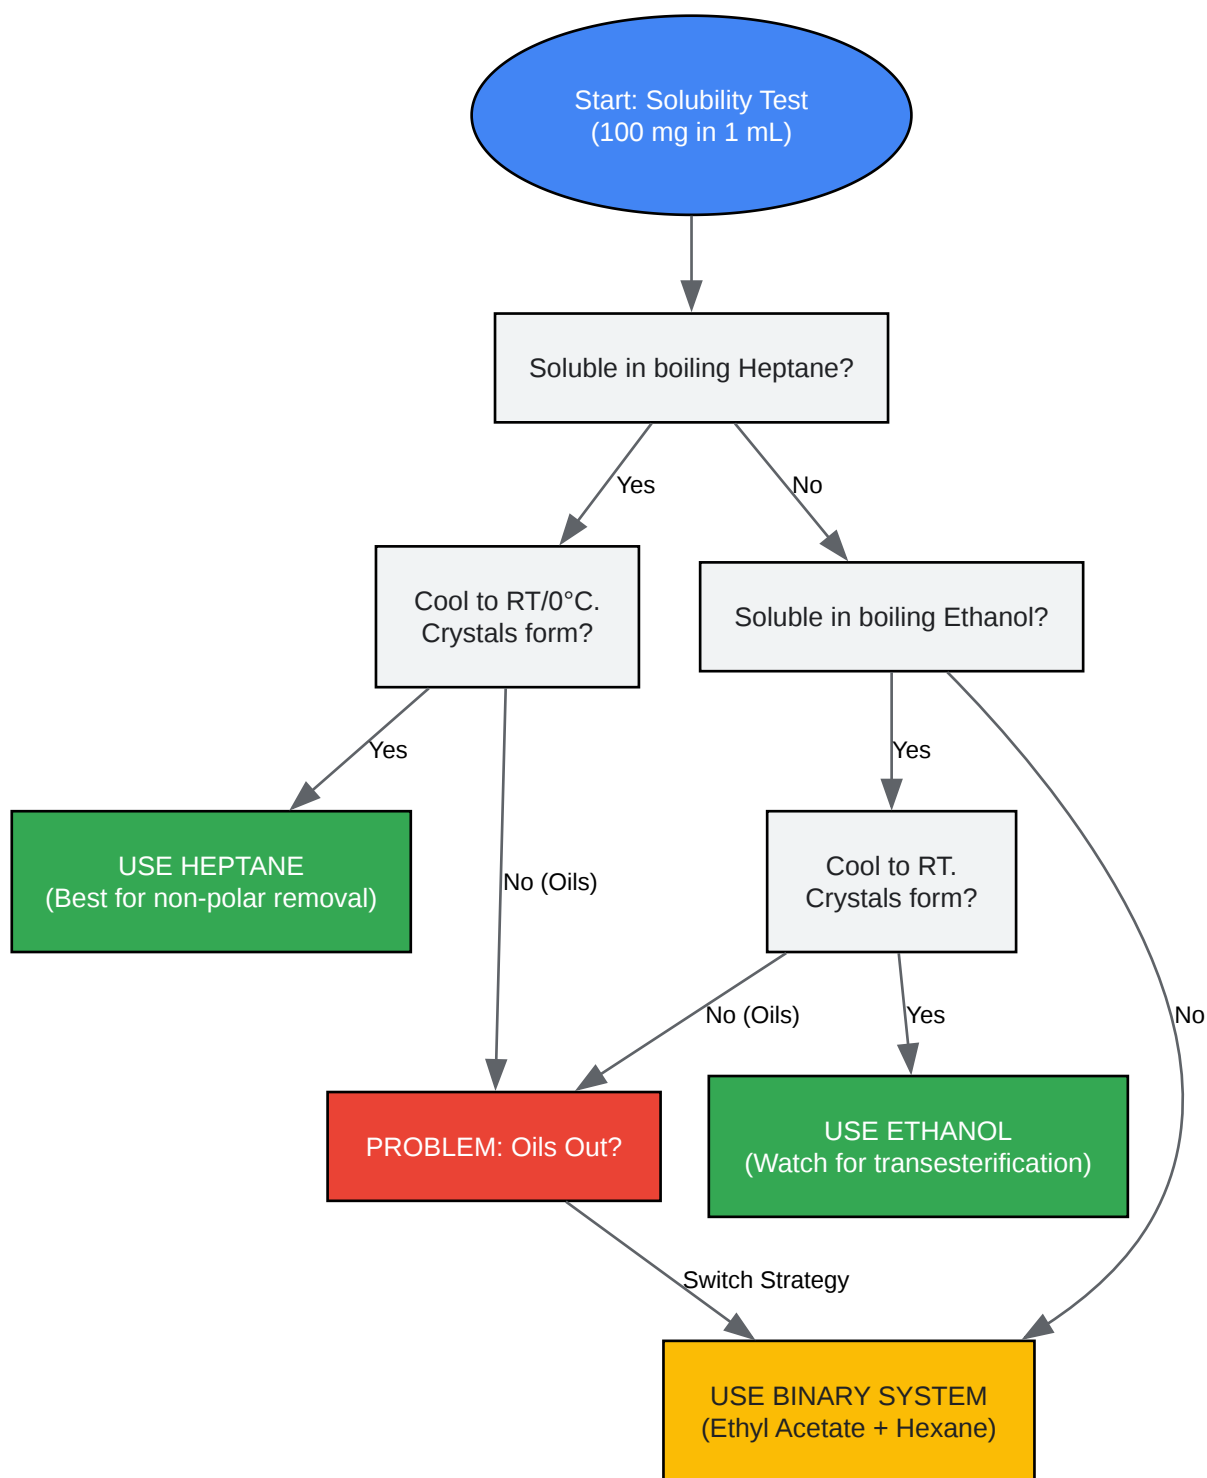 Start: Solubility Test
(100 mg in 1 mL)
Soluble in boiling Heptane?
Yes
No
Cool to RT/0°C.
Crystals form?
Soluble in boiling Ethanol?
Yes
No (Oils)
Yes
No
USE HEPTANE
(Best for non-polar removal)
Cool to RT.
Crystals form?
No (Oils)
Yes
PROBLEM: Oils Out?
USE ETHANOL
(Watch for transesterification)
Switch Strategy
USE BINARY SYSTEM
(Ethyl Acetate + Hexane)